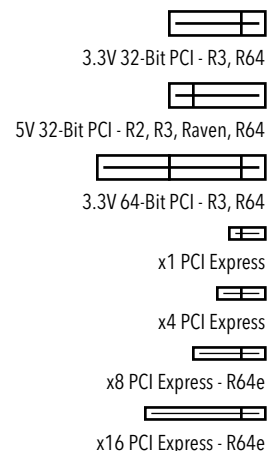 3.3V 32-Bit PCI - R3, R64
5V 32-Bit PCI - R2, R3, Raven, R64
3.3V 64-Bit PCI - R3, R64
x1 PCI Express
x4 PCI Express
x8 PCI Express - R64e
x16 PCI Express - R64e